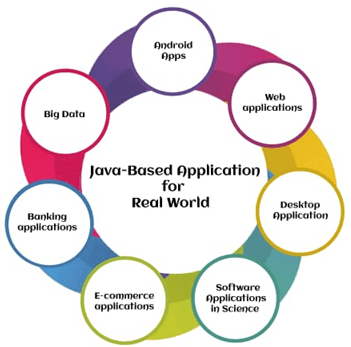 Android
Apps
Web
applications
Big Data
Java-Based Application
for
Real World
Desktop
Application
Banking
applications
E-commerce
applications
Software
Applications
in Science